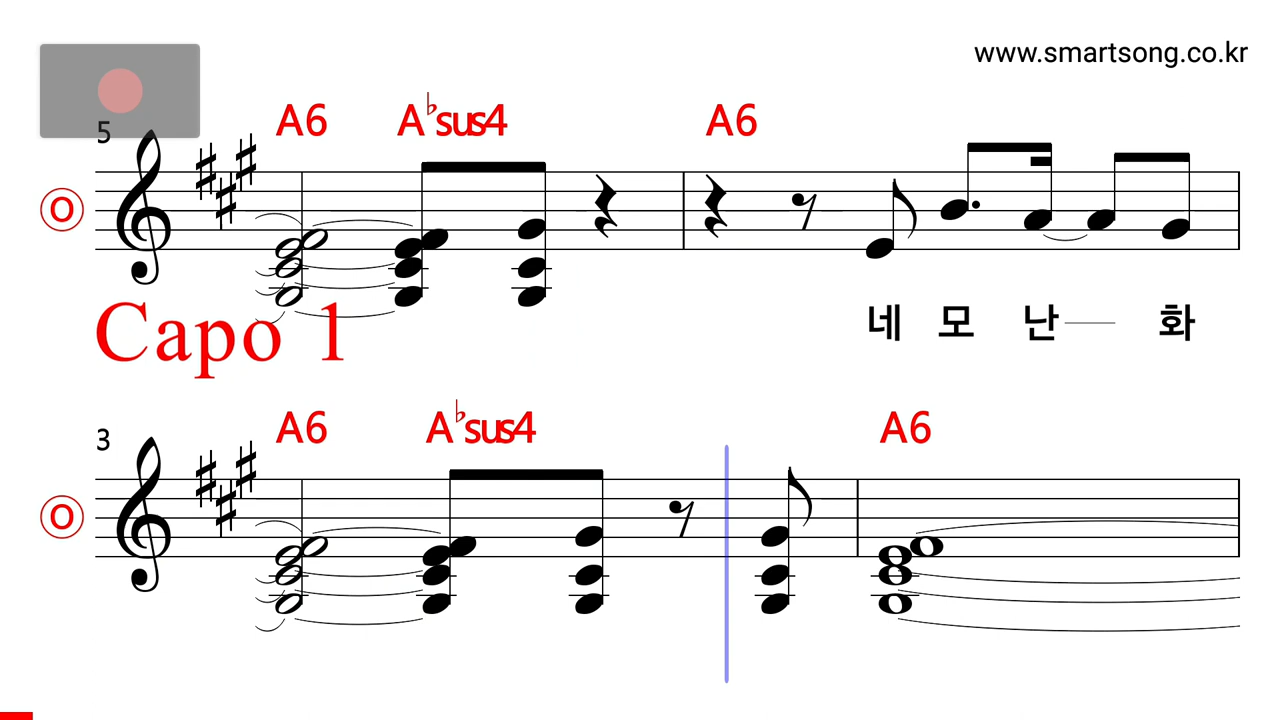 www.smartsong.co.kr
5
A6 A♭sus4 A6
O
네 모 난 화
Capo 1
3
A6 A♭sus4 A6
O